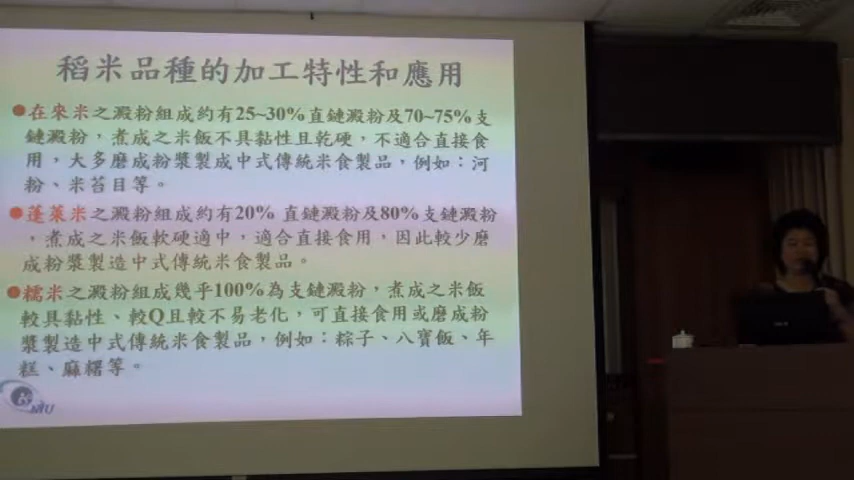 稻米品種的加工特性和應用
●在來米之澱粉組成約有25~30%直鏈澱粉及70~75%支
鏈澱粉，煮成之米飯不具黏性且乾硬，不適合直接食
用，大多磨成粉漿製成中式傳統米食製品，例如：河
粉、米苔目等。
●蓬萊米之澱粉組成約有20% 直鏈澱粉及80%支鏈澱粉
，煮成之米飯軟硬適中，適合直接食用，因此較少磨
成粉漿製造中式傳統米食製品。
●糯米之澱粉組成幾乎100%為支鏈澱粉，煮成之米飯
較具黏性、較Q且較不易老化，可直接食用或磨成粉
漿製造中式傳統米食製品，例如：粽子、八寶飯、年
糕、麻糬等。